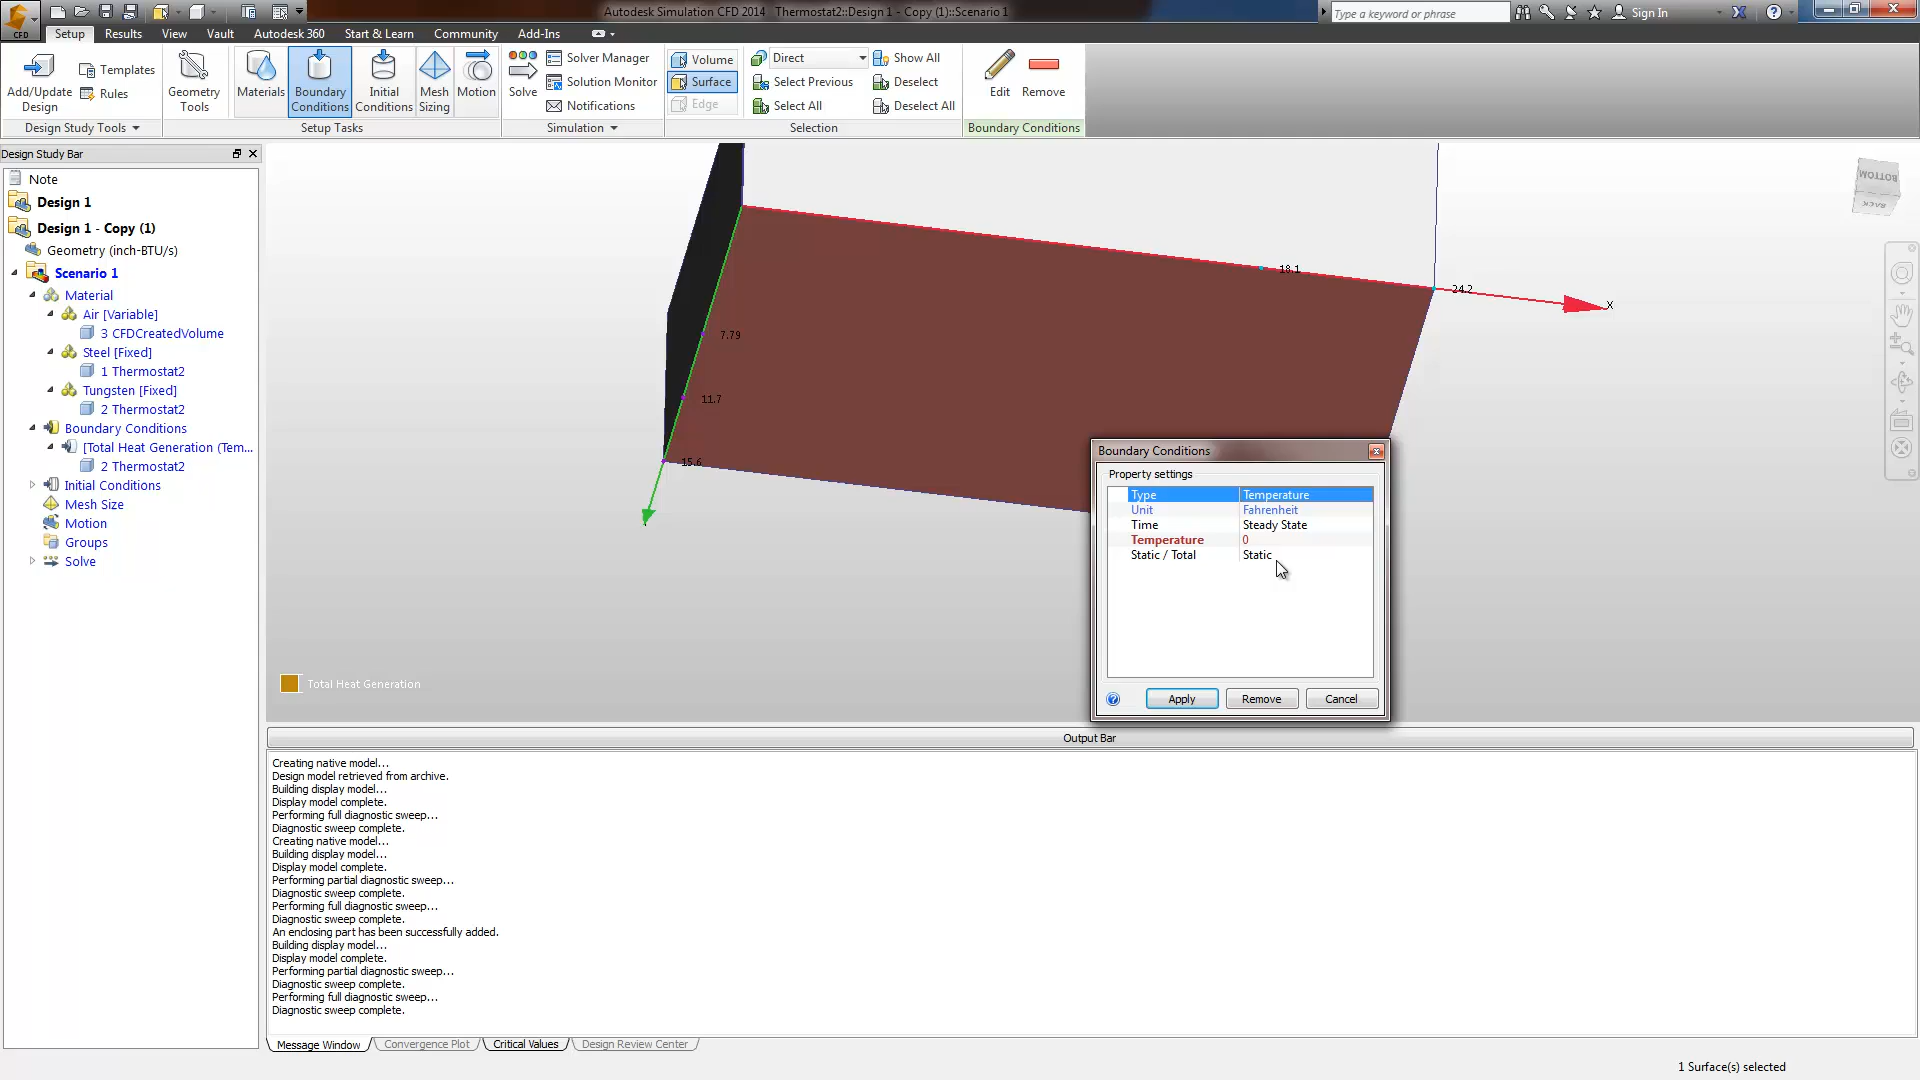 Autodesk Simulation CFD 2014 Thermostat2::Design 1 - Copy (1)::Scenario 1
Type a keyword or phrase
Sign In
CFD
Setup Results View Vault Autodesk 360 Start & Learn Community Add-Ins
Add/Update Design
Templates
Rules
Geometry Tools
Materials
Boundary Conditions
Initial Conditions
Mesh Sizing
Motion
Solve
Solver Manager
Solution Monitor
Notifications
Volume
Surface
Edge
Direct
Select Previous
Select All
Show All
Deselect
Deselect All
Edit
Remove
Design Study Tools
Setup Tasks
Simulation
Selection
Boundary Conditions
Design Study Bar
Note
Design 1
Design 1 - Copy (1)
Geometry (inch-BTU/s)
Scenario 1
Material
Air [Variable]
3 CFDCreatedVolume
Steel [Fixed]
1 Thermostat2
Tungsten [Fixed]
2 Thermostat2
Boundary Conditions
[Total Heat Generation (Tem...
2 Thermostat2
Initial Conditions
Mesh Size
Motion
Groups
Solve
BOTTOM
BACK
18.1
24.2
X
7.79
11.7
15.6
Total Heat Generation
Boundary Conditions
Property settings
Type Temperature
Unit Fahrenheit
Time Steady State
Temperature 0
Static / Total Static
Apply Remove Cancel
Output Bar
Creating native model...
Design model retrieved from archive.
Building display model...
Display model complete.
Performing full diagnostic sweep...
Diagnostic sweep complete.
Creating native model...
Building display model...
Display model complete.
Performing partial diagnostic sweep...
Diagnostic sweep complete.
Performing full diagnostic sweep...
Diagnostic sweep complete.
An enclosing part has been successfully added.
Building display model...
Display model complete.
Performing partial diagnostic sweep...
Diagnostic sweep complete.
Performing full diagnostic sweep...
Diagnostic sweep complete.
Message Window Convergence Plot Critical Values Design Review Center
1 Surface(s) selected